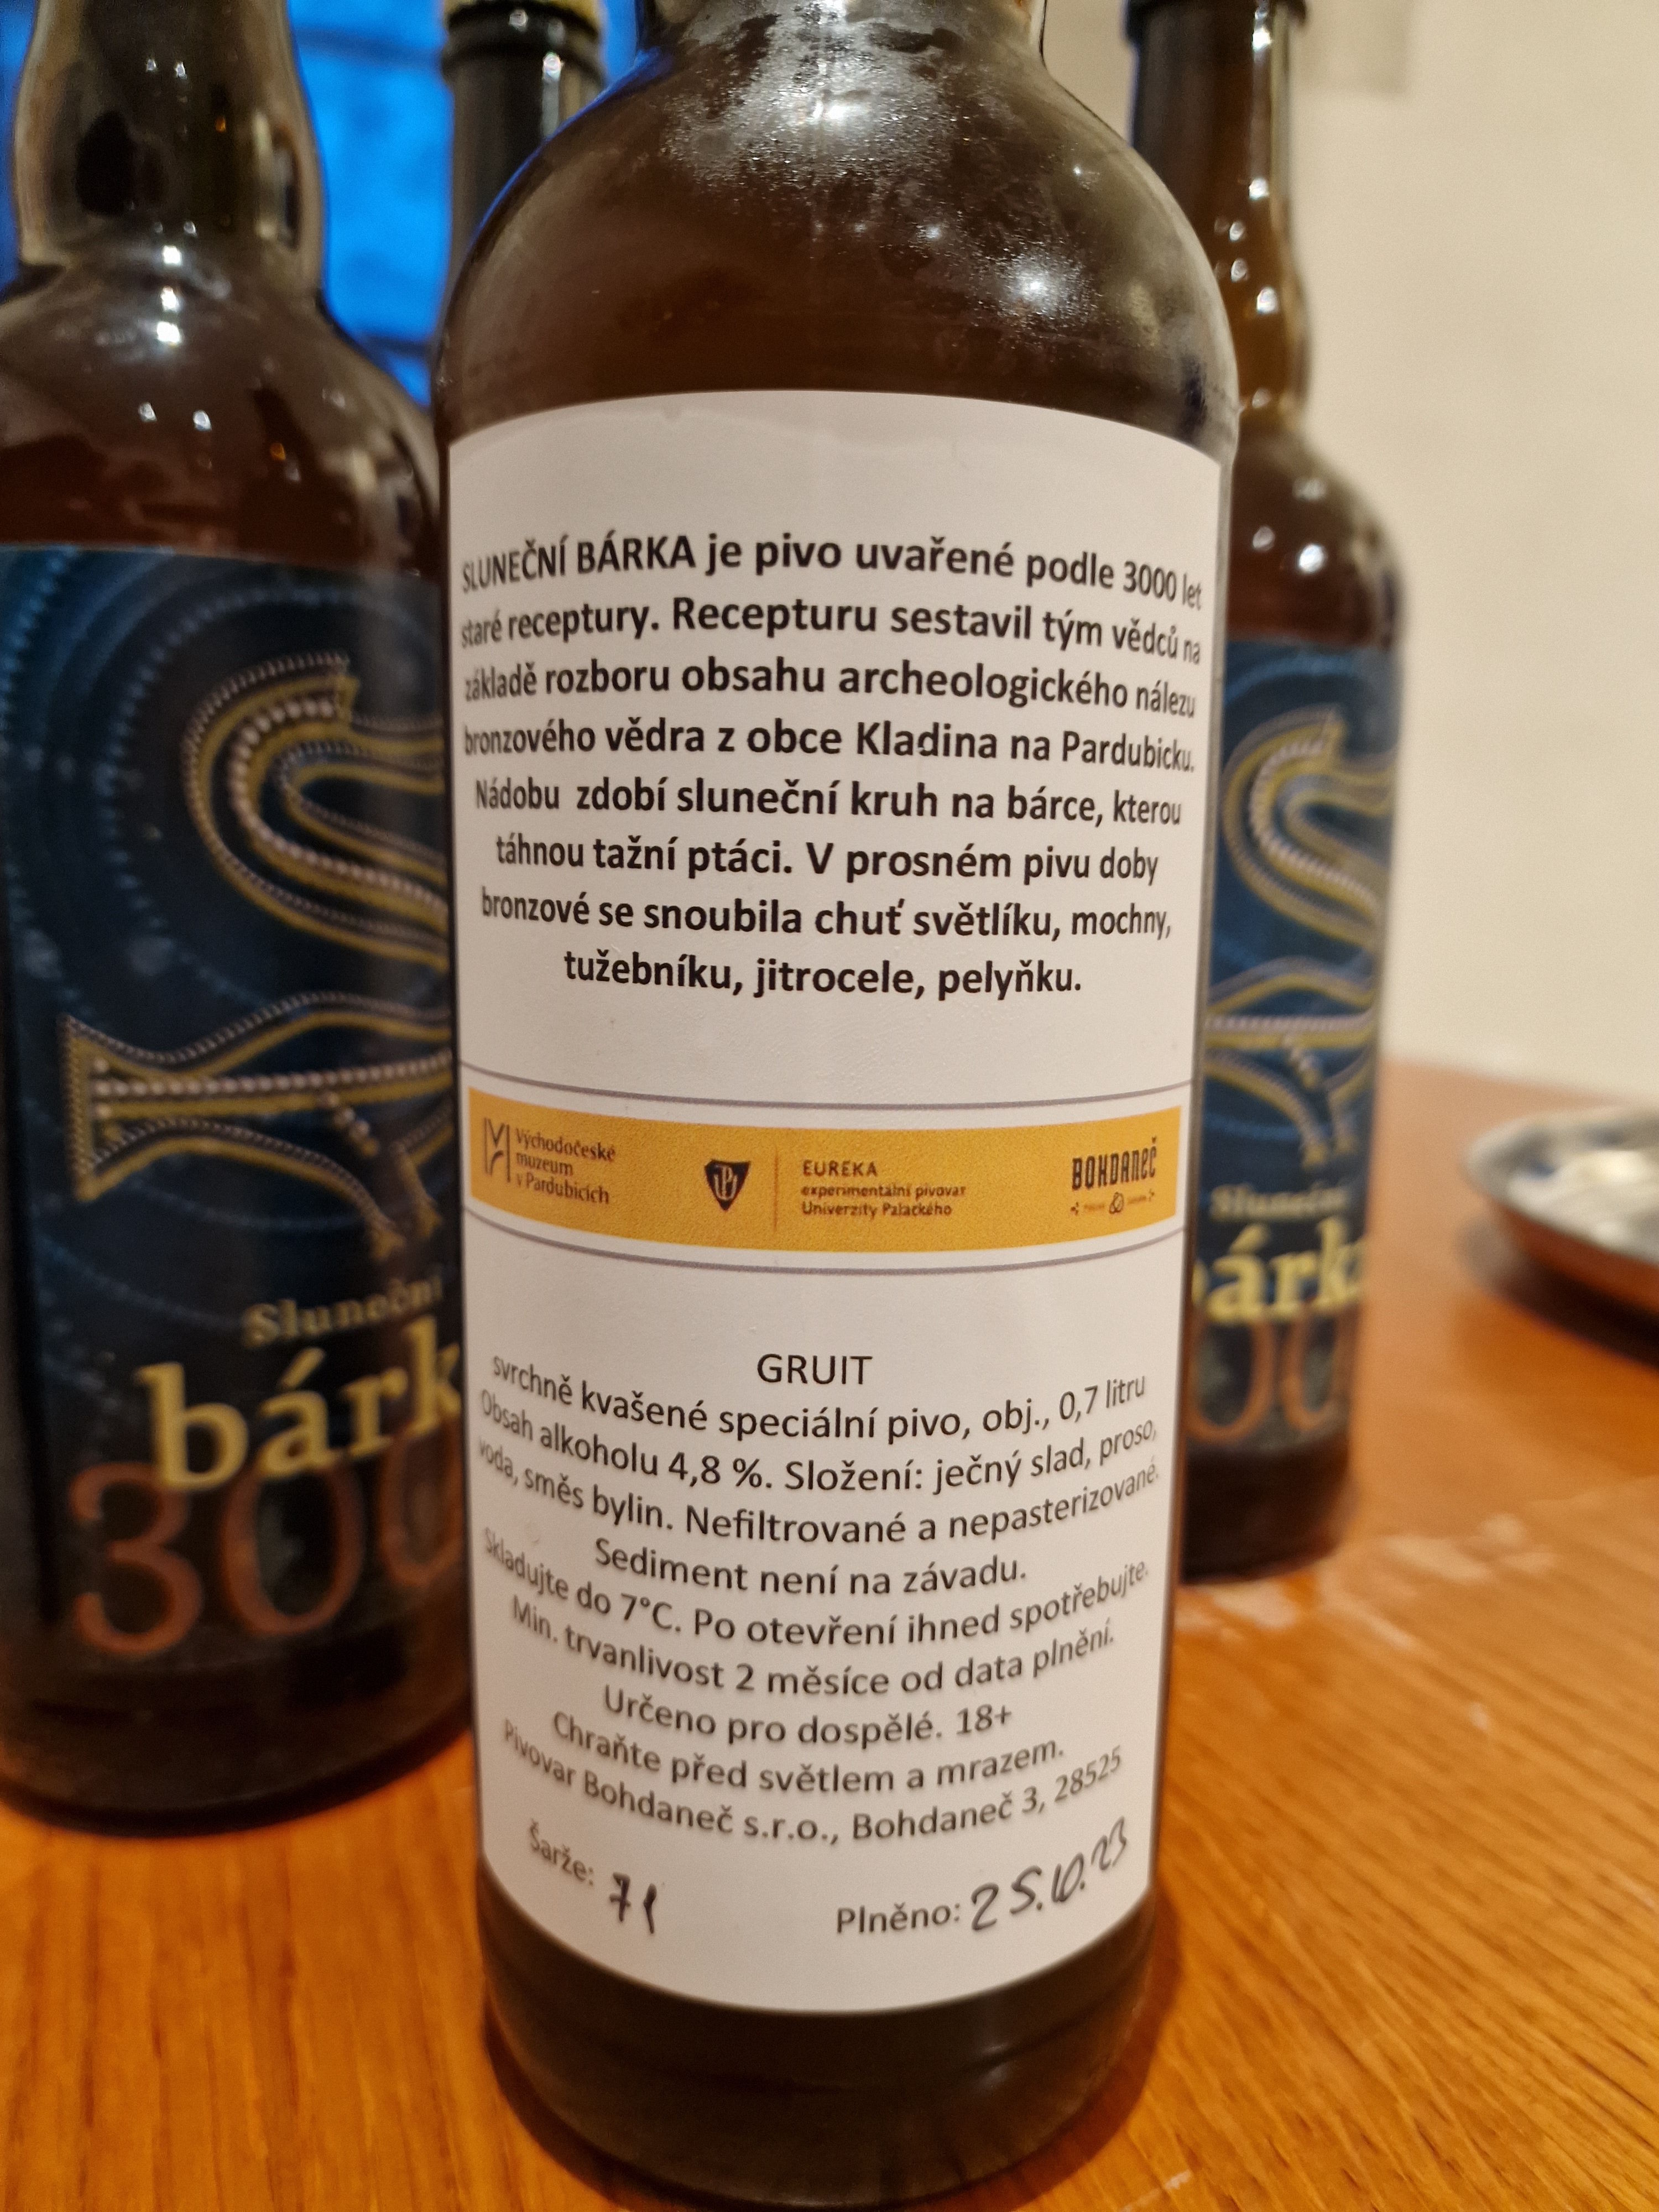 SLUNEČNÍ BÁRKA je pivo uvařené podle 3000 let
staré receptury. Recepturu sestavil tým vědců na
základě rozboru obsahu archeologického nálezu
bronzového vědra z obce Kladina na Pardubicku.
Nádobu zdobí sluneční kruh na bárce, kterou
táhnou tažní ptáci. V prosném pivu doby
bronzové se snoubila chuť světlíku, mochny,
tužebníku, jitrocele, pelyňku.
Východočeské
muzeum
v Pardubicích
EUREKA
experimentální pivovar
Univerzity Palackého
BOHDANEČ
GRUIT
svrchně kvašené speciální pivo, obj., 0,7 litru
Obsah alkoholu 4,8 %. Složení: ječný slad, proso,
voda, směs bylin. Nefiltrované a nepasterizované.
Sediment není na závadu.
Skladujte do 7°C. Po otevření ihned spotřebujte.
Min. trvanlivost 2 měsíce od data plnění.
Určeno pro dospělé. 18+
Chraňte před světlem a mrazem.
Pivovar Bohdaneč s.r.o., Bohdaneč 3, 28525
Šarže: 71
Plněno: 25.10.23
Sluneční
bárk
300
Sluneční
bárka
00